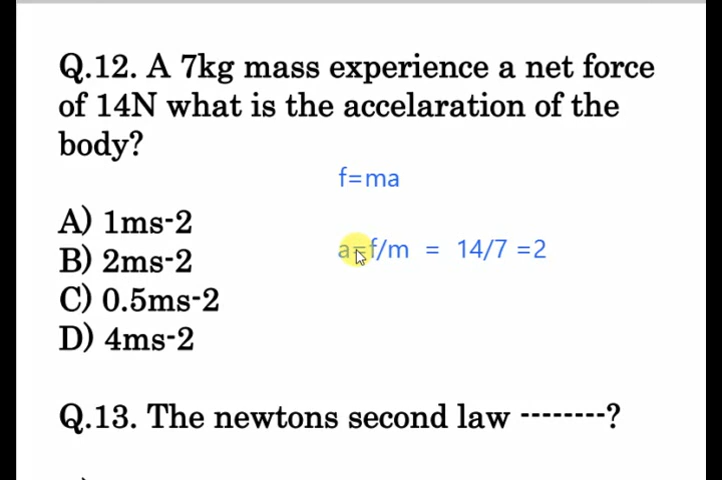 Q.12. A 7kg mass experience a net force
of 14N what is the accelaration of the
body?
f=ma
A) 1ms-2
B) 2ms-2
a=f/m = 14/7 =2
C) 0.5ms-2
D) 4ms-2
Q.13. The newtons second law --------?